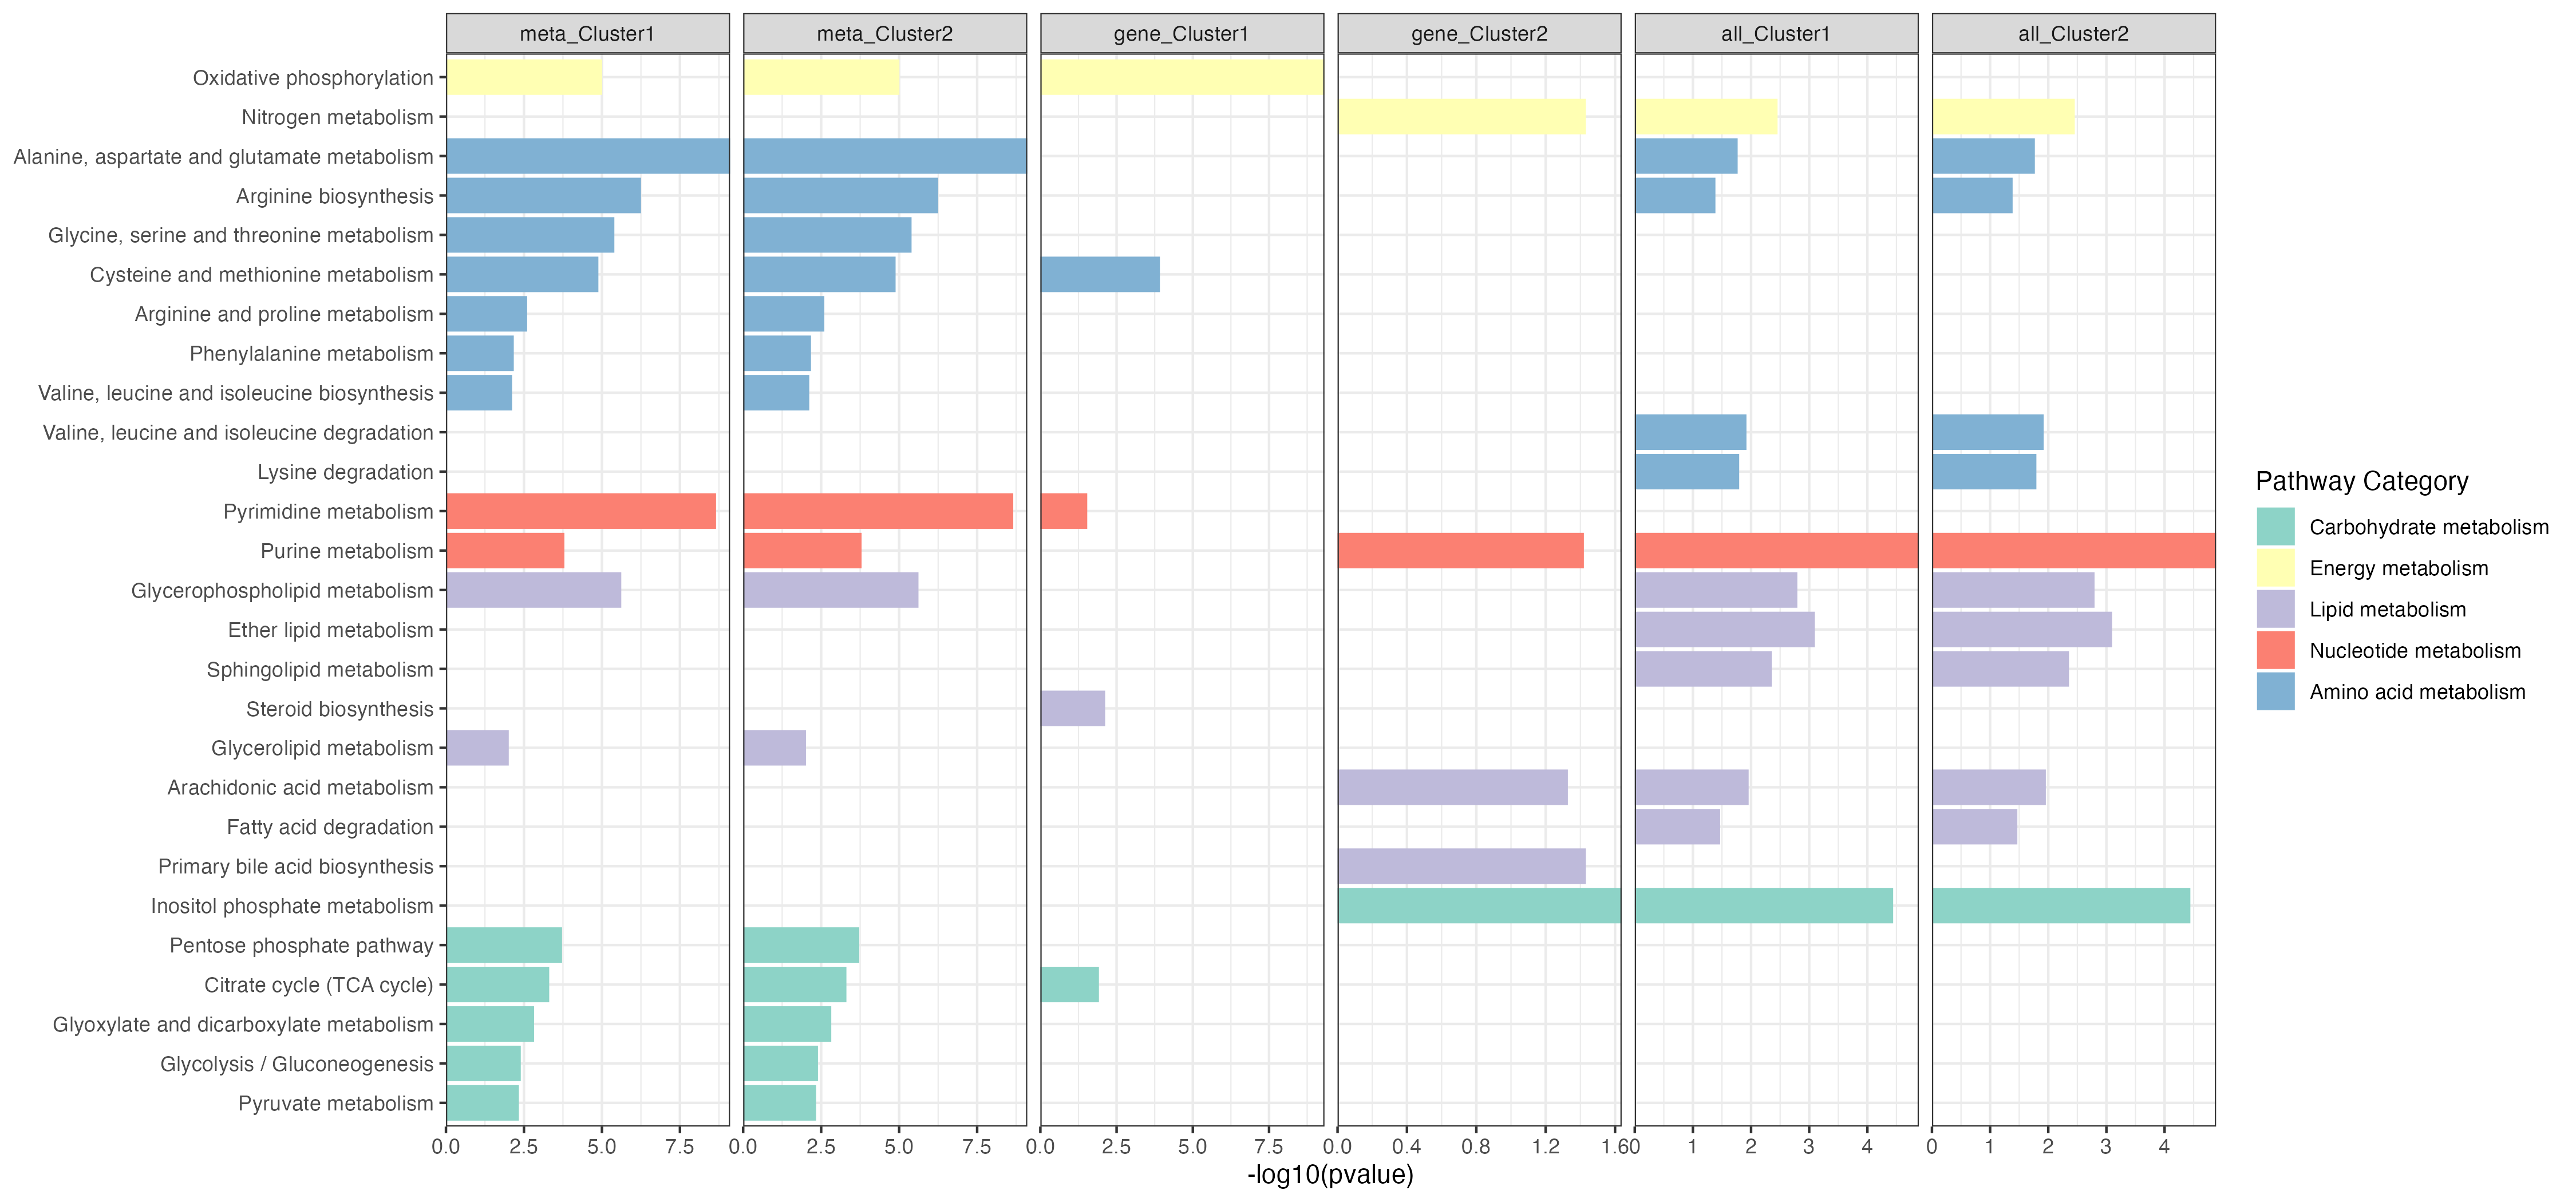 meta_Cluster1
meta_Cluster2
gene_Cluster1
gene_Cluster2
all_Cluster1
all_Cluster2
Oxidative phosphorylation
Nitrogen metabolism
Alanine, aspartate and glutamate metabolism
Arginine biosynthesis
Glycine, serine and threonine metabolism
Cysteine and methionine metabolism
Arginine and proline metabolism
Phenylalanine metabolism
Valine, leucine and isoleucine biosynthesis
Valine, leucine and isoleucine degradation
Lysine degradation
Pyrimidine metabolism
Purine metabolism
Glycerophospholipid metabolism
Ether lipid metabolism
Sphingolipid metabolism
Steroid biosynthesis
Glycerolipid metabolism
Arachidonic acid metabolism
Fatty acid degradation
Primary bile acid biosynthesis
Inositol phosphate metabolism
Pentose phosphate pathway
Citrate cycle (TCA cycle)
Glyoxylate and dicarboxylate metabolism
Glycolysis / Gluconeogenesis
Pyruvate metabolism
0.0 2.5 5.0 7.5
0.0 2.5 5.0 7.5
0.0 2.5 5.0 7.5
0.0 0.4 0.8 1.2 1.6
0 1 2 3 4
0 1 2 3 4
-log10(pvalue)
Pathway Category
Carbohydrate metabolism
Energy metabolism
Lipid metabolism
Nucleotide metabolism
Amino acid metabolism